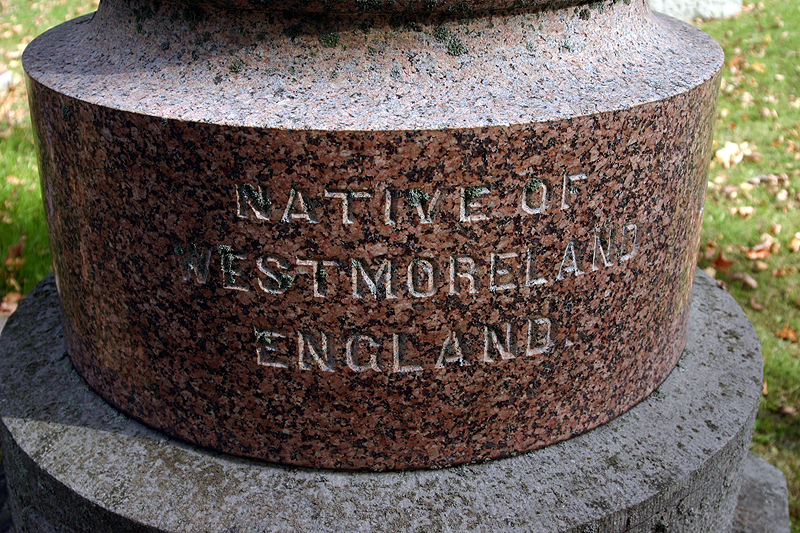 NATIVE OF
WESTMORELAND
ENGLAND.